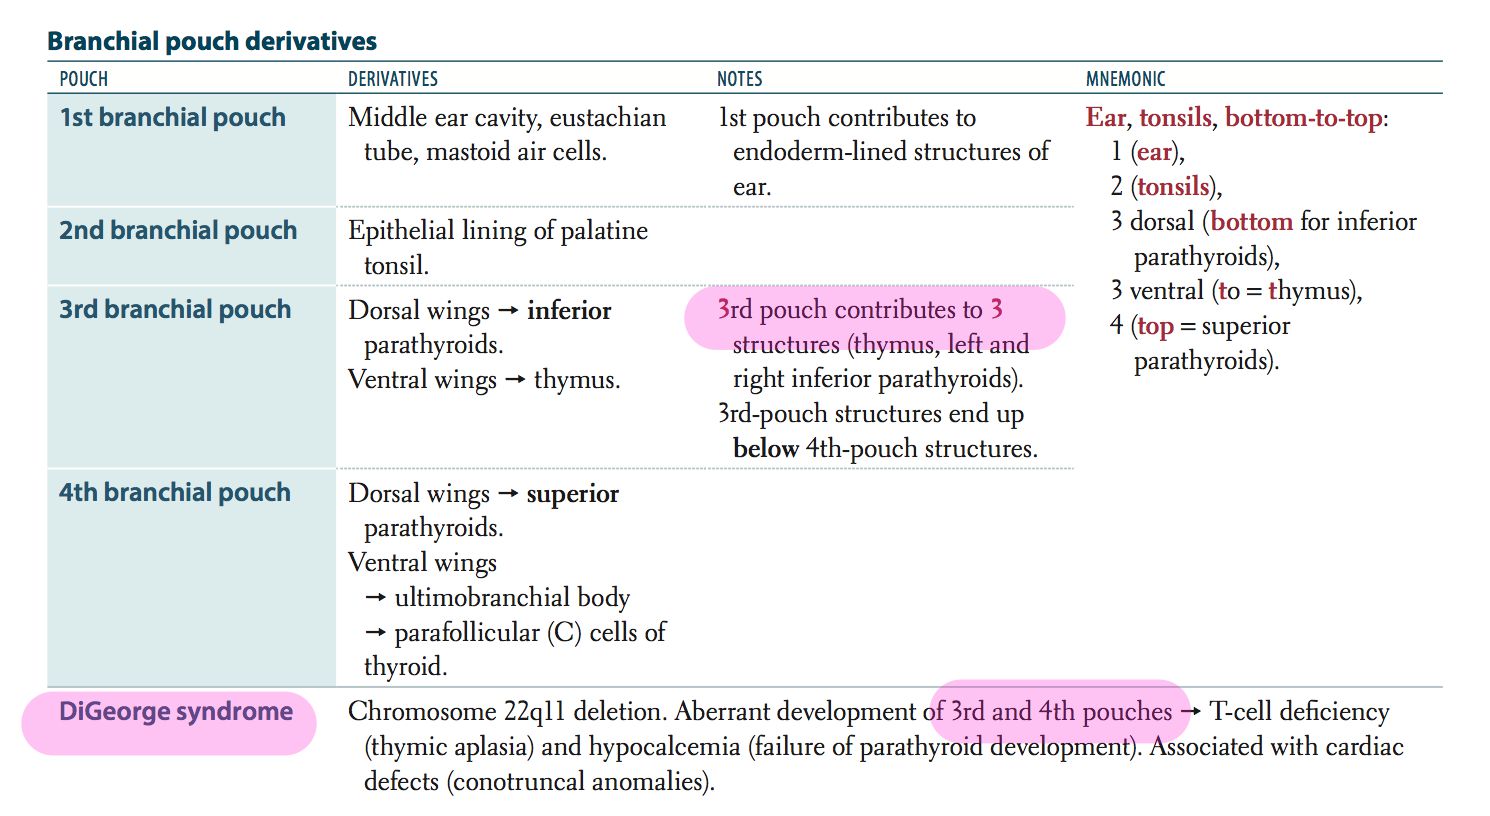 Branchial pouch derivatives
POUCH DERIVATIVES NOTES MNEMONIC
1st branchial pouch
Middle ear cavity, eustachian
tube, mastoid air cells.
1st pouch contributes to
endoderm-lined structures of
ear.
Ear, tonsils, bottom-to-top:
1 (ear),
2 (tonsils),
3 dorsal (bottom for inferior
parathyroids),
3 ventral (to = thymus),
4 (top = superior
parathyroids).
2nd branchial pouch
Epithelial lining of palatine
tonsil.
3rd branchial pouch
Dorsal wings → inferior
parathyroids.
Ventral wings → thymus.
3rd pouch contributes to 3
structures (thymus, left and
right inferior parathyroids).
3rd-pouch structures end up
below 4th-pouch structures.
4th branchial pouch
Dorsal wings → superior
parathyroids.
Ventral wings
→ ultimobranchial body
→ parafollicular (C) cells of
thyroid.
DiGeorge syndrome
Chromosome 22q11 deletion. Aberrant development of 3rd and 4th pouches → T-cell deficiency
(thymic aplasia) and hypocalcemia (failure of parathyroid development). Associated with cardiac
defects (conotruncal anomalies).